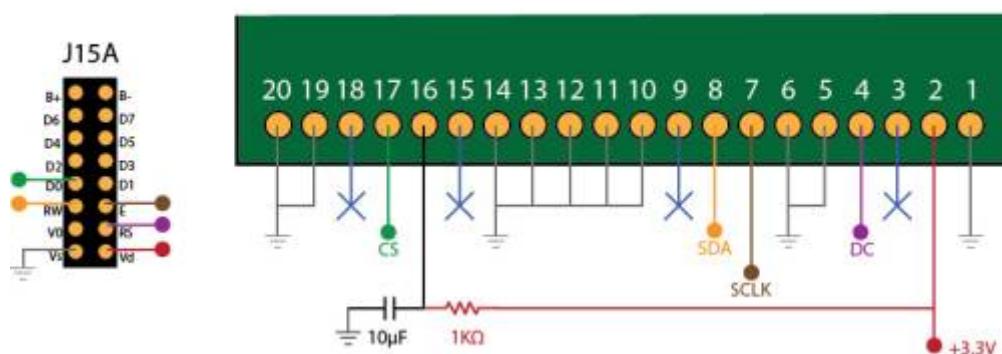 J15A
B+ B-
D6 D7
D4 D5
D2 D3
D0 D1
RW E
V0 RS
Vs Vd
20 19 18 17 16 15 14 13 12 11 10 9 8 7 6 5 4 3 2 1
CS SDA DC
SCLK
10µF 1KΩ +3.3V